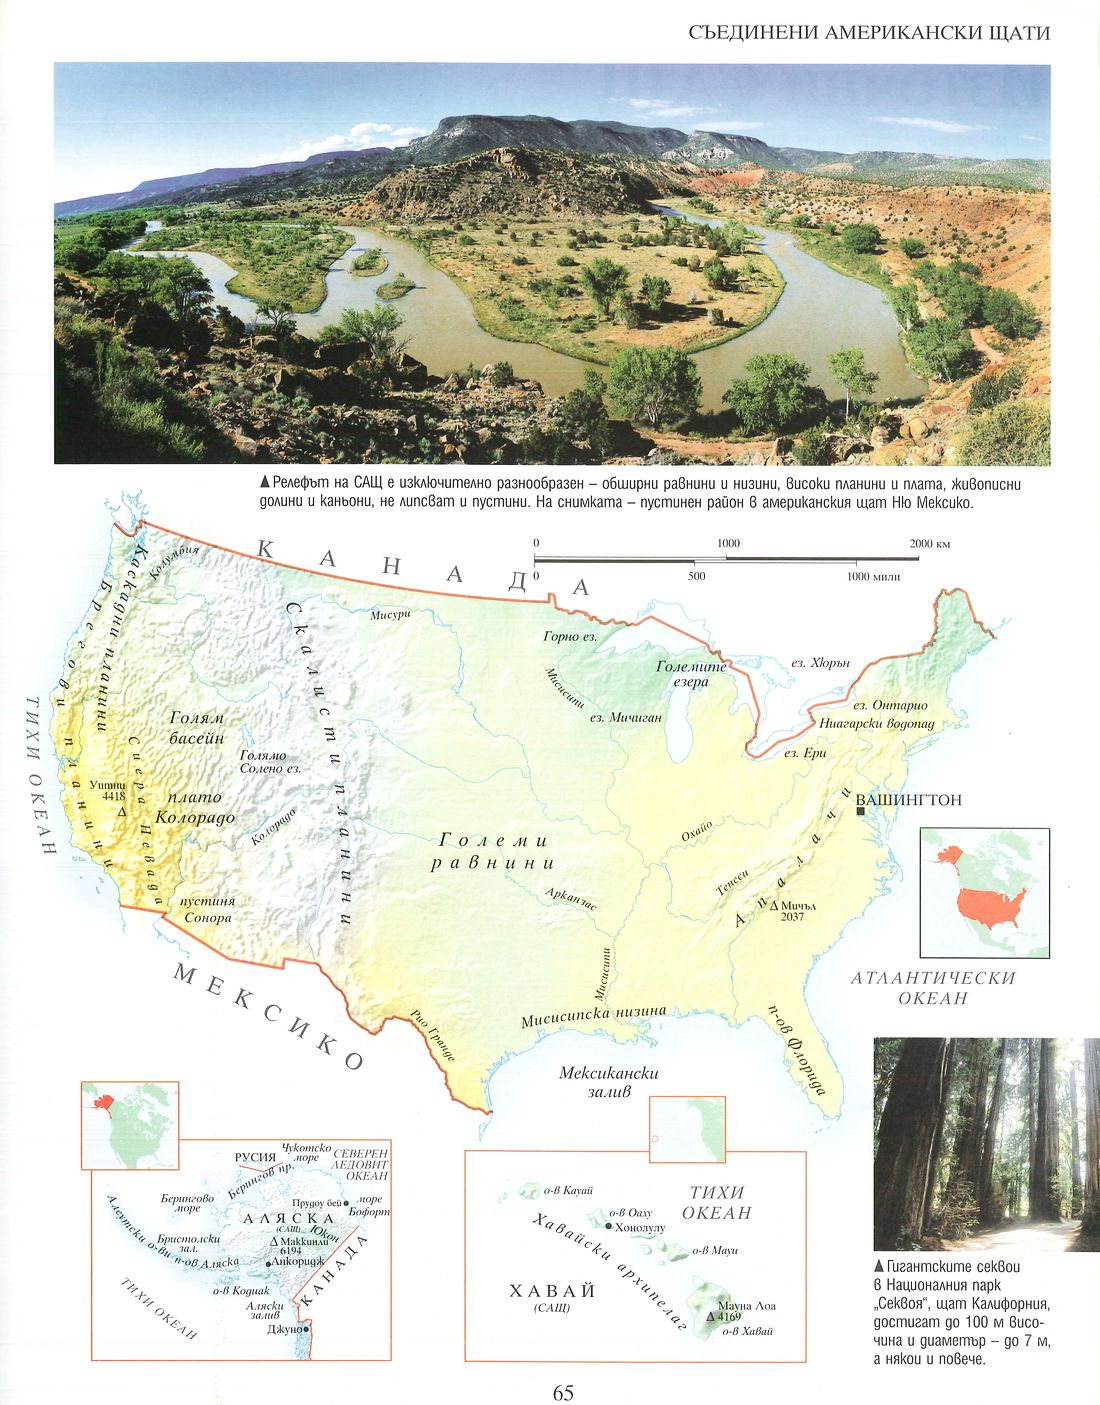 СЪЕДИНЕНИ АМЕРИКАНСКИ ЩАТИ
▲ Релефът на САЩ е изключително разнообразен – обширни равнини и низини, високи планини и плата, живописни
долини и каньони, не липсват и пустини. На снимката – пустинен район в американския щат Ню Мексико.
КАНАДА
0 1000 2000 км
0 500 1000 мили
Колумбия
Каскадни планини
Брегови планини
Скалисти планини
Мисури
Горно ез.
Мисисипи
Големите
езера
ез. Хюрън
ез. Мичиган
ез. Онтарио
Ниагарски водопад
ез. Ери
ТИХИ ОКЕАН
Голям
басейн
Голямо
Солено ез.
Уитни
4418
Сиера Невада
плато
Колорадо
Колорадо
Големи
равнини
Охайо
ВАШИНГТОН
Тенеси
Апалачи
Мичъл
2037
Арканзас
пустиня
Сонора
МЕКСИКО
Мисисипи
Мисисипска низина
Рио Гранде
п-ов Флорида
АТЛАНТИЧЕСКИ
ОКЕАН
Мексикански
залив
РУСИЯ
Чукотско
море
СЕВЕРЕН
ЛЕДОВИТ
ОКЕАН
Берингов пр.
Берингово
море
Прудоу бей
море
Бофорт
АЛЯСКА
(САЩ)
Юкон
Алеутски о-ви
Бристолски
зал.
Маккинли
6194
п-ов Аляска
Анкоридж
КАНАДА
о-в Кодиак
Аляски
залив
ТИХИ ОКЕАН
Джуно
о-в Кауай
ТИХИ
ОКЕАН
о-в Оаху
Хонолулу
Хавайски архипелаг
о-в Мауи
ХАВАЙ
(САЩ)
Мауна Лоа
4169
о-в Хавай
▲ Гигантските секвои
в Националния парк
„Секвоя“, щат Калифорния,
достигат до 100 м висо-
чина и диаметър – до 7 м,
а някои и повече.
65